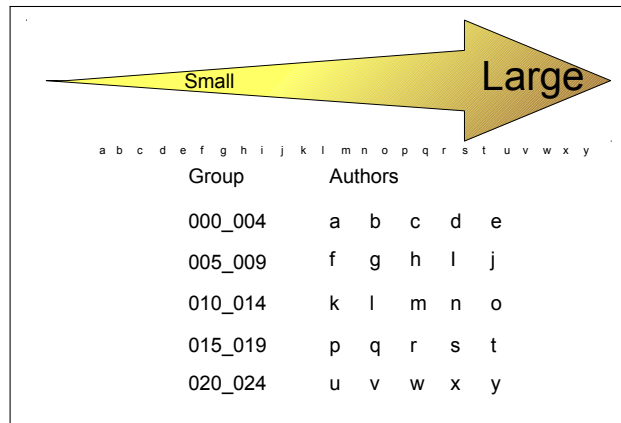 Small Large
a b c d e f g h i j k l m n o p q r s t u v w x y
Group Authors
000_004 a b c d e
005_009 f g h I j
010_014 k l m n o
015_019 p q r s t
020_024 u v w x y